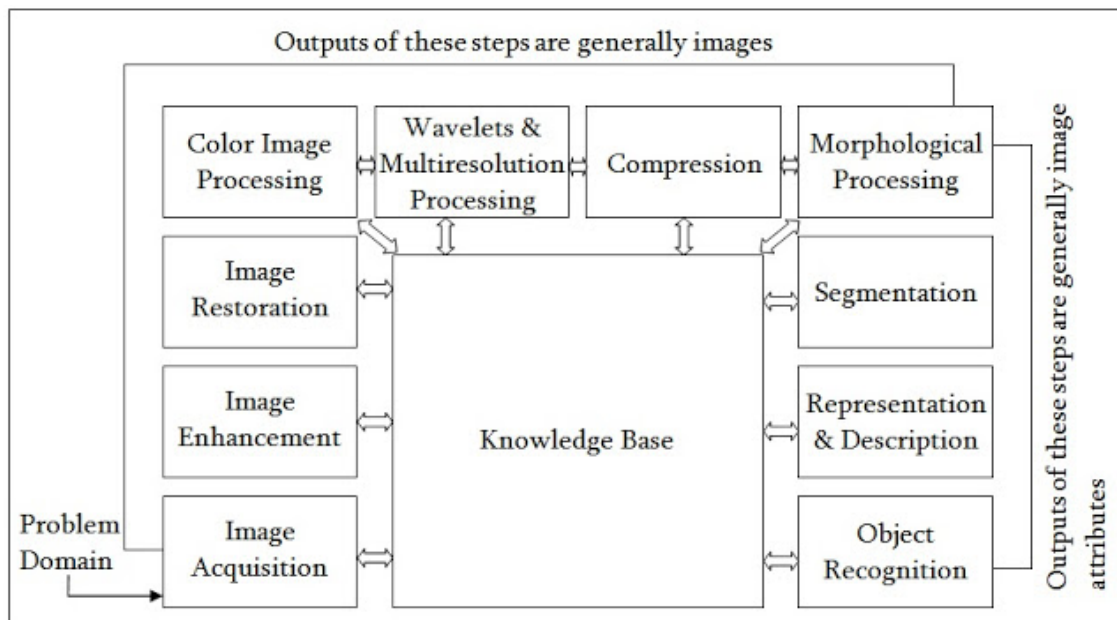 Outputs of these steps are generally images
Color Image
Processing
Wavelets &
Multiresolution
Processing
Compression
Morphological
Processing
Image
Restoration
Segmentation
Image
Enhancement
Knowledge Base
Representation
& Description
Problem
Domain
Image
Acquisition
Object
Recognition
Outputs of these steps are generally image
attributes